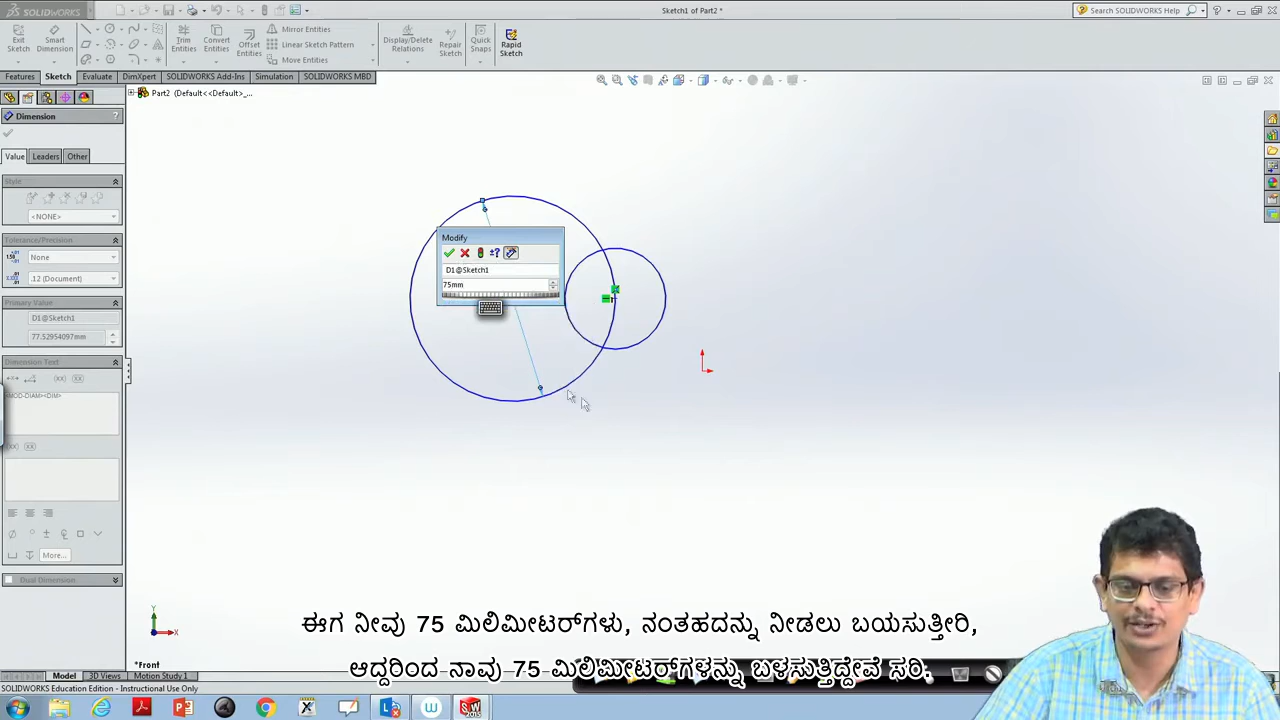 SOLIDWORKS
Sketch1 of Part2 *
Search SOLIDWORKS Help
Exit Sketch
Smart Dimension
Trim Entities
Convert Entities
Offset Entities
Mirror Entities
Linear Sketch Pattern
Move Entities
Display/Delete Relations
Repair Sketch
Quick Snaps
Rapid Sketch
Features Sketch Evaluate DimXpert SOLIDWORKS Add-Ins Simulation SOLIDWORKS MBD
Part2 (Default<<Default>_...
Dimension ?
Value Leaders Other
Style
<NONE>
Tolerance/Precision
None
.12 (Document)
Primary Value
D1@Sketch1
77.52954097mm
Dimension Text
<MOD-DIAM><DIM>
More...
Dual Dimension
Modify
D1@Sketch1
75mm
Y
X
*Front
ಈಗ ನೀವು 75 ಮಿಲಿಮೀಟರ್‌ಗಳು, ನಂತಹದನ್ನು ನೀಡಲು ಬಯಸುತ್ತೀರಿ,
ಆದ್ದರಿಂದ ನಾವು 75 ಮಿಲಿಮೀಟರ್‌ಗಳನ್ನು ಬಳಸುತ್ತಿದ್ದೇವೆ ಸರಿ.
Model 3D Views Motion Study 1
SOLIDWORKS Education Edition - Instructional Use Only